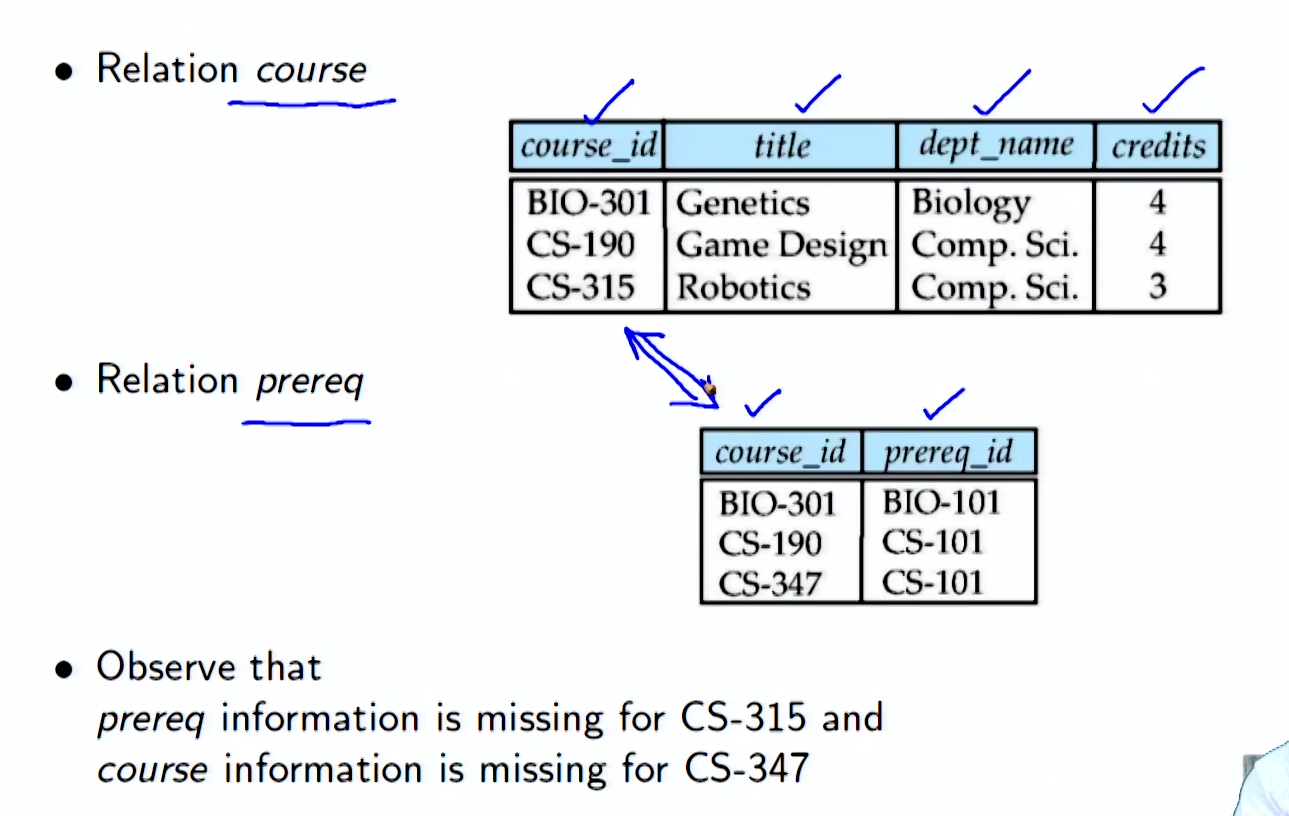 • Relation course
course_id title dept_name credits
BIO-301 Genetics Biology 4
CS-190 Game Design Comp. Sci. 4
CS-315 Robotics Comp. Sci. 3
• Relation prereq
course_id prereq_id
BIO-301 BIO-101
CS-190 CS-101
CS-347 CS-101
• Observe that
prereq information is missing for CS-315 and
course information is missing for CS-347